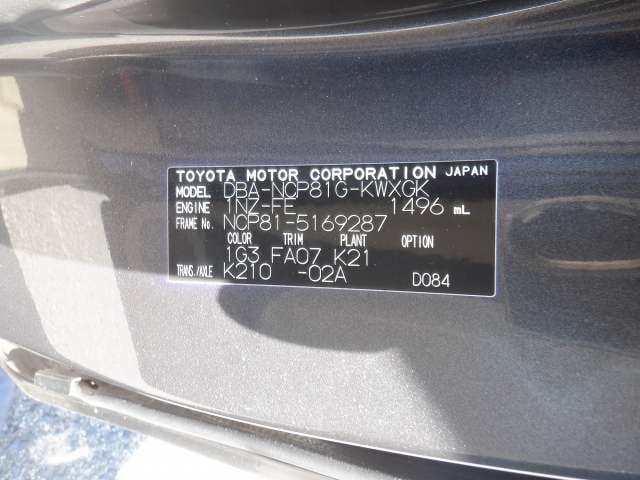 TOYOTA MOTOR CORPORATION JAPAN
MODEL DBA-NCP81G-KWXGK
ENGINE 1NZ-FE 1496 mL
FRAME No. NCP81-5169287
COLOR TRIM PLANT OPTION
1G3 FA07 K21
TRANS./AXLE K210 -02A D084